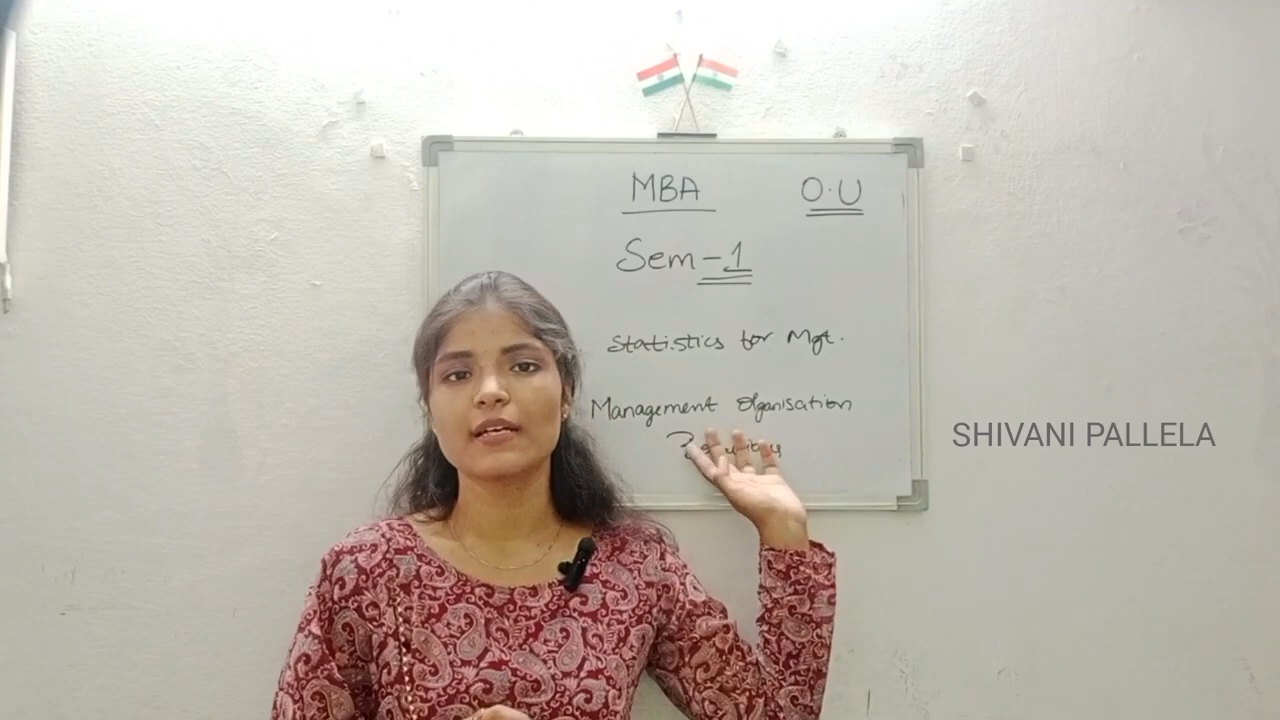 MBA
O.U
Sem-1
Statistics for Mgt.
Management Organisation
SHIVANI PALLELA